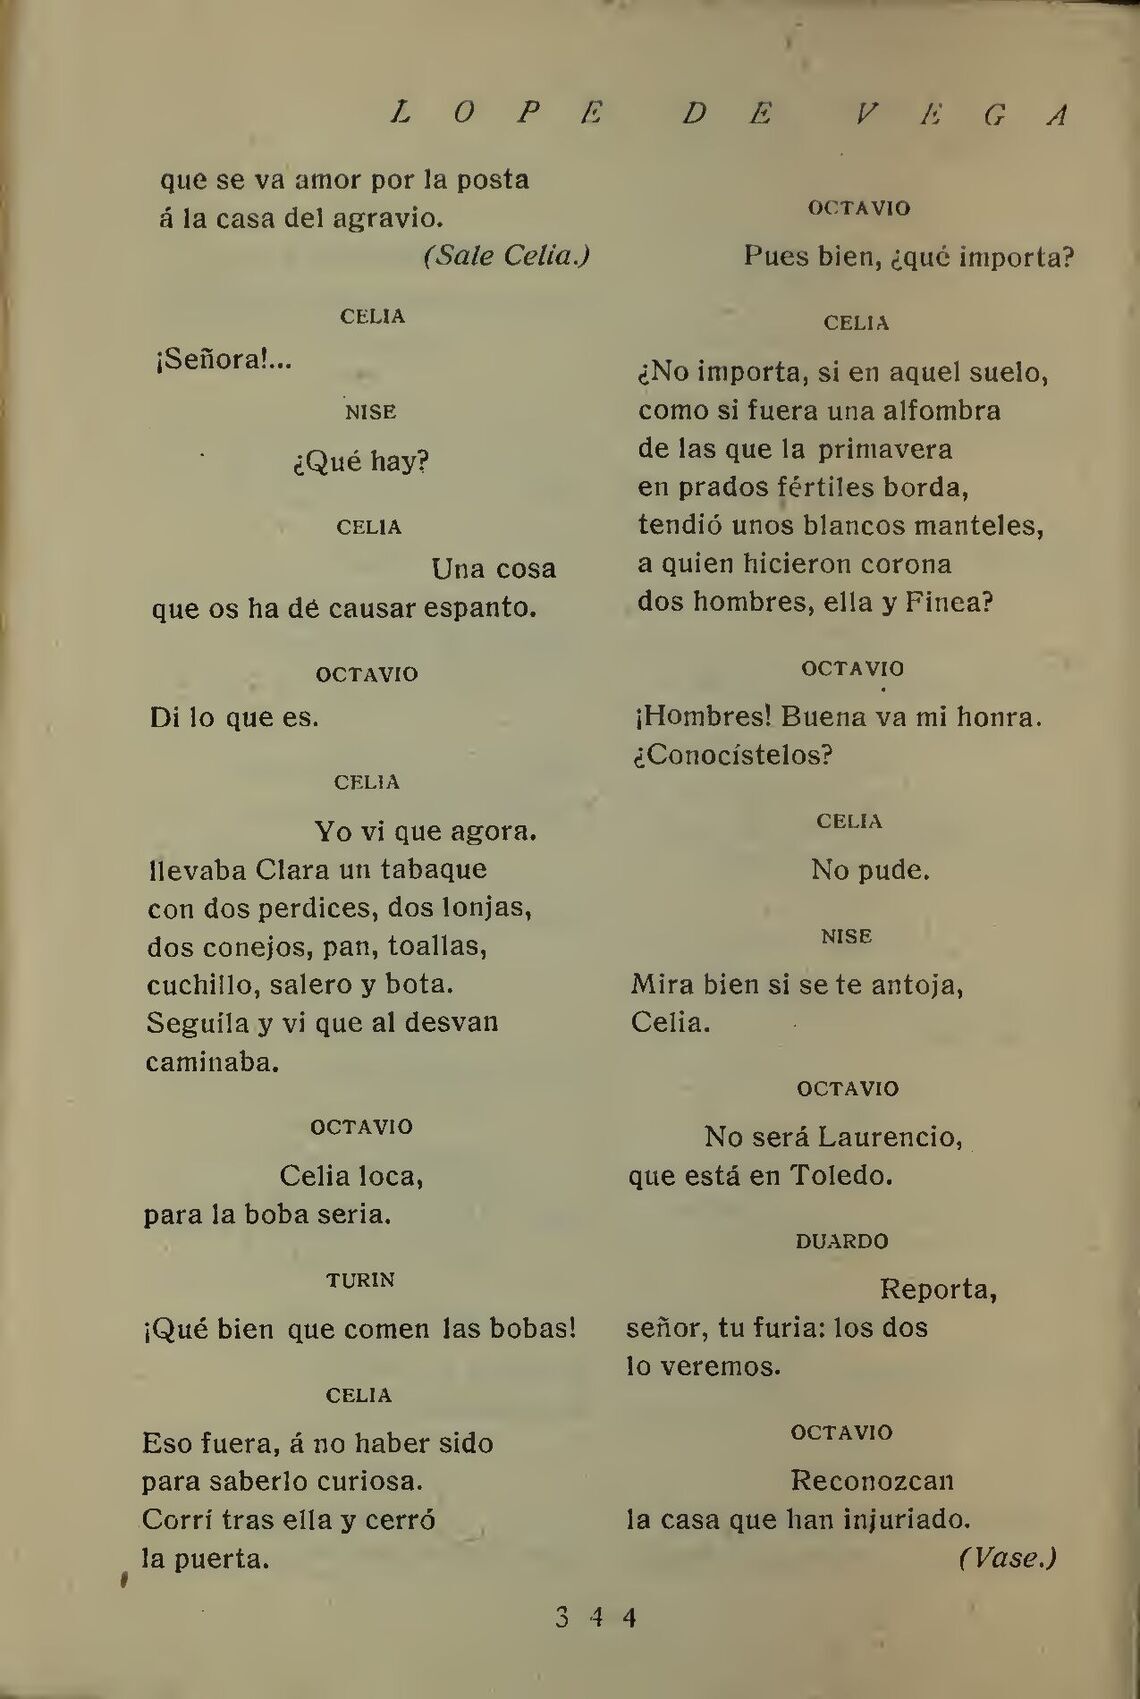 LOPE DE VEGA
que se va amor por la posta
á la casa del agravio.
(Sale Celia.)
CELIA
¡Señora!...
NISE
¿Qué hay?
CELIA
Una cosa
que os ha dé causar espanto.
OCTAVIO
Di lo que es.
CELIA
Yo vi que agora.
llevaba Clara un tabaque
con dos perdices, dos lonjas,
dos conejos, pan, toallas,
cuchillo, salero y bota.
Seguíla y vi que al desvan
caminaba.
OCTAVIO
Celia loca,
para la boba seria.
TURIN
¡Qué bien que comen las bobas!
CELIA
Eso fuera, á no haber sido
para saberlo curiosa.
Corrí tras ella y cerró
la puerta.
OCTAVIO
Pues bien, ¿qué importa?
CELIA
¿No importa, si en aquel suelo,
como si fuera una alfombra
de las que la primavera
en prados fértiles borda,
tendió unos blancos manteles,
a quien hicieron corona
dos hombres, ella y Finea?
OCTAVIO
¡Hombres! Buena va mi honra.
¿Conocístelos?
CELIA
No pude.
NISE
Mira bien si se te antoja,
Celia.
OCTAVIO
No será Laurencio,
que está en Toledo.
DUARDO
Reporta,
señor, tu furia: los dos
lo veremos.
OCTAVIO
Reconozcan
la casa que han injuriado.
(Vase.)
344